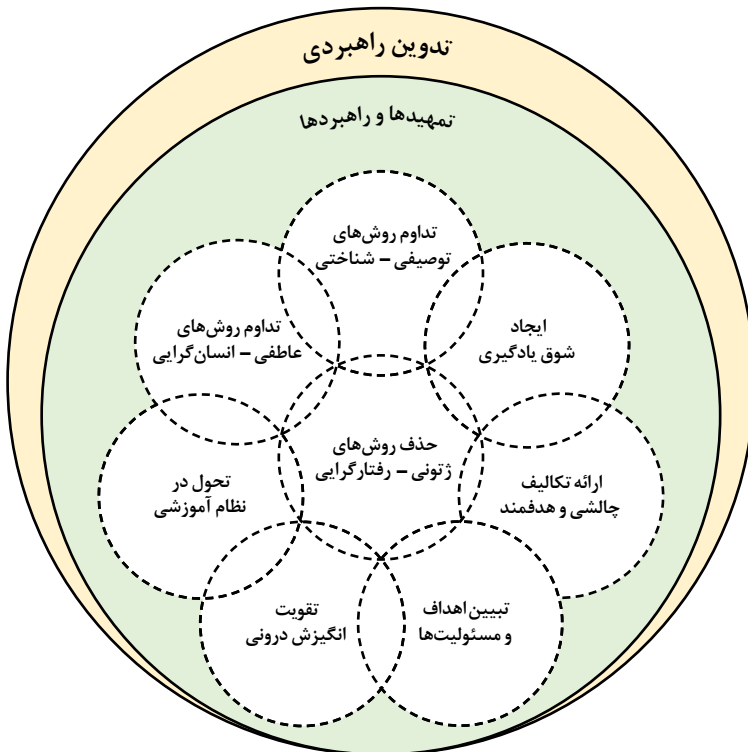 تدوین راهبردی
تمهیدها و راهبردها
تداوم روش‌های
توصیفی – شناختی
ایجاد
شوق یادگیری
تداوم روش‌های
عاطفی – انسان‌گرایی
حذف روش‌های
ژتونی – رفتارگرایی
ارائه تکالیف
چالشی و هدفمند
تحول در
نظام آموزشی
تبیین اهداف
و مسئولیت‌ها
تقویت
انگیزش درونی